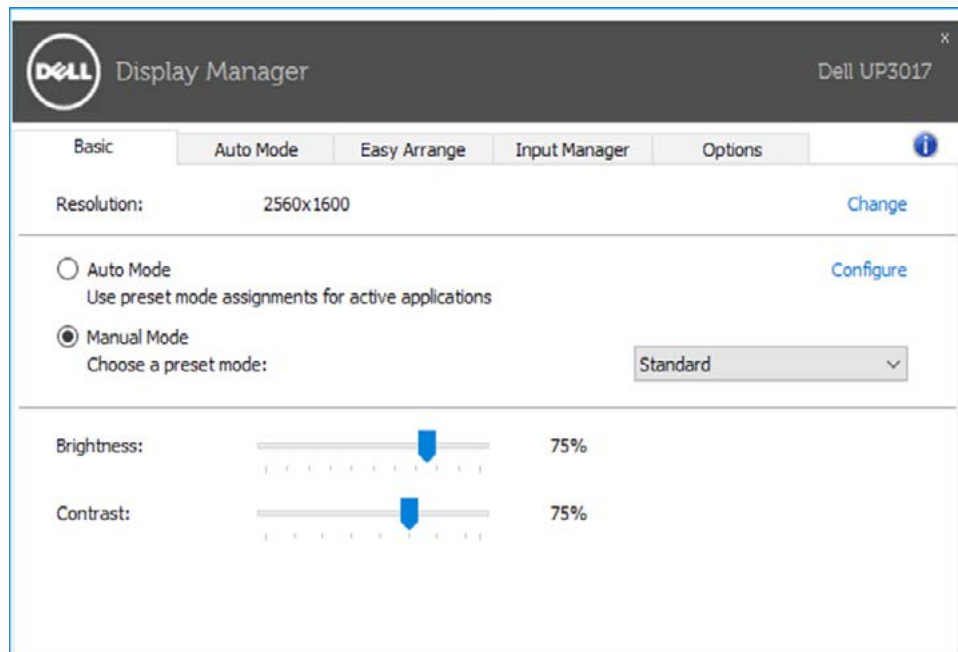 DELL Display Manager
x
Dell UP3017
Basic Auto Mode Easy Arrange Input Manager Options i
Resolution: 2560x1600 Change
Auto Mode Configure
Use preset mode assignments for active applications
Manual Mode
Choose a preset mode: Standard
Brightness: 75%
Contrast: 75%